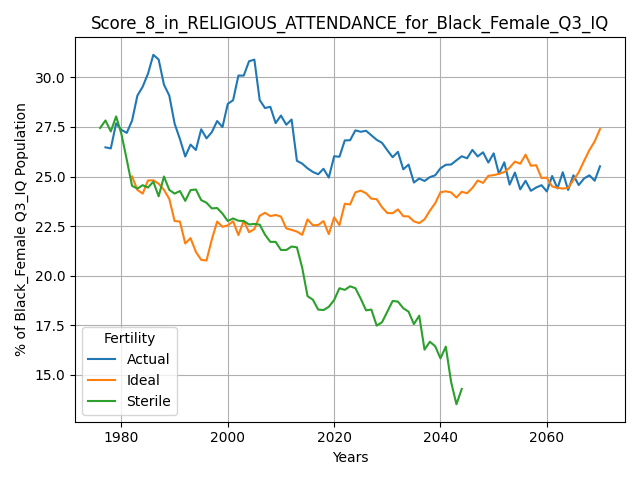 Score_8_in_RELIGIOUS_ATTENDANCE_for_Black_Female_Q3_IQ
% of Black_Female Q3_IQ Population
30.0
27.5
25.0
22.5
20.0
17.5
15.0
Fertility
Actual
Ideal
Sterile
1980
2000
2020
2040
2060
Years